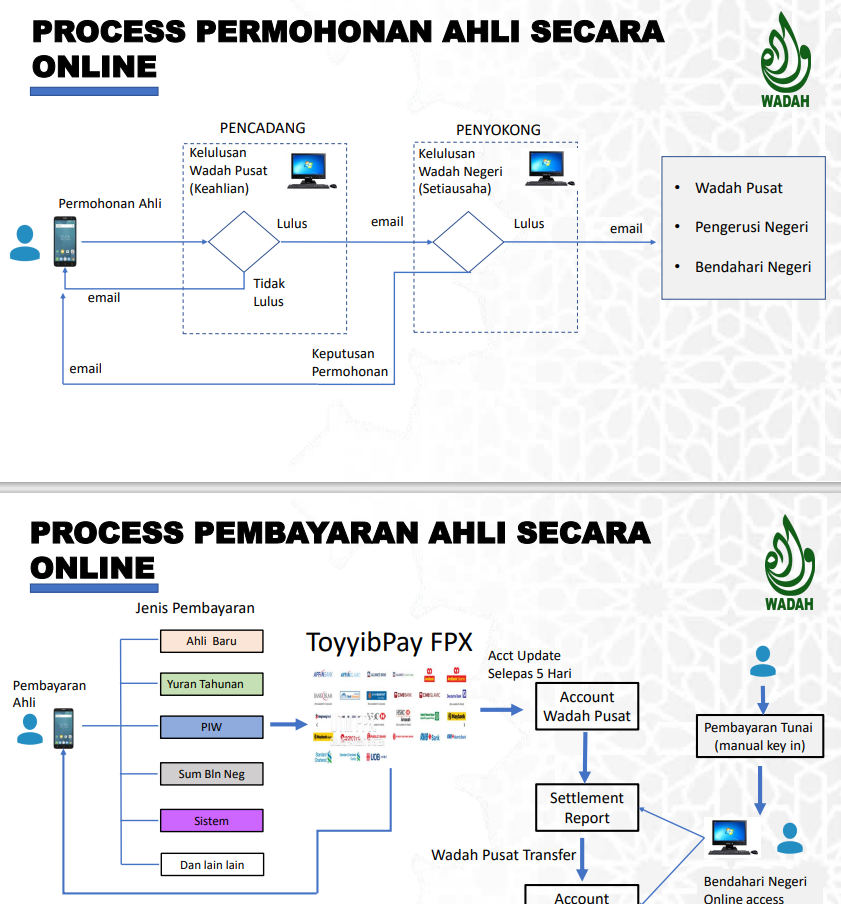 PROCESS PERMOHONAN AHLI SECARA
ONLINE
WADAH
PENCADANG
PENYOKONG
Kelulusan
Wadah Pusat
(Keahlian)
Kelulusan
Wadah Negeri
(Setiausaha)
Permohonan Ahli
Lulus
email
Lulus
email
• Wadah Pusat
• Pengerusi Negeri
• Bendahari Negeri
Tidak
Lulus
email
Keputusan
Permohonan
email
PROCESS PEMBAYARAN AHLI SECARA
ONLINE
WADAH
Jenis Pembayaran
Pembayaran
Ahli
Ahli Baru
Yuran Tahunan
PIW
Sum Bln Neg
Sistem
Dan lain lain
ToyyibPay FPX
Acct Update
Selepas 5 Hari
Account
Wadah Pusat
Settlement
Report
Wadah Pusat Transfer
Account
Pembayaran Tunai
(manual key in)
Bendahari Negeri
Online access